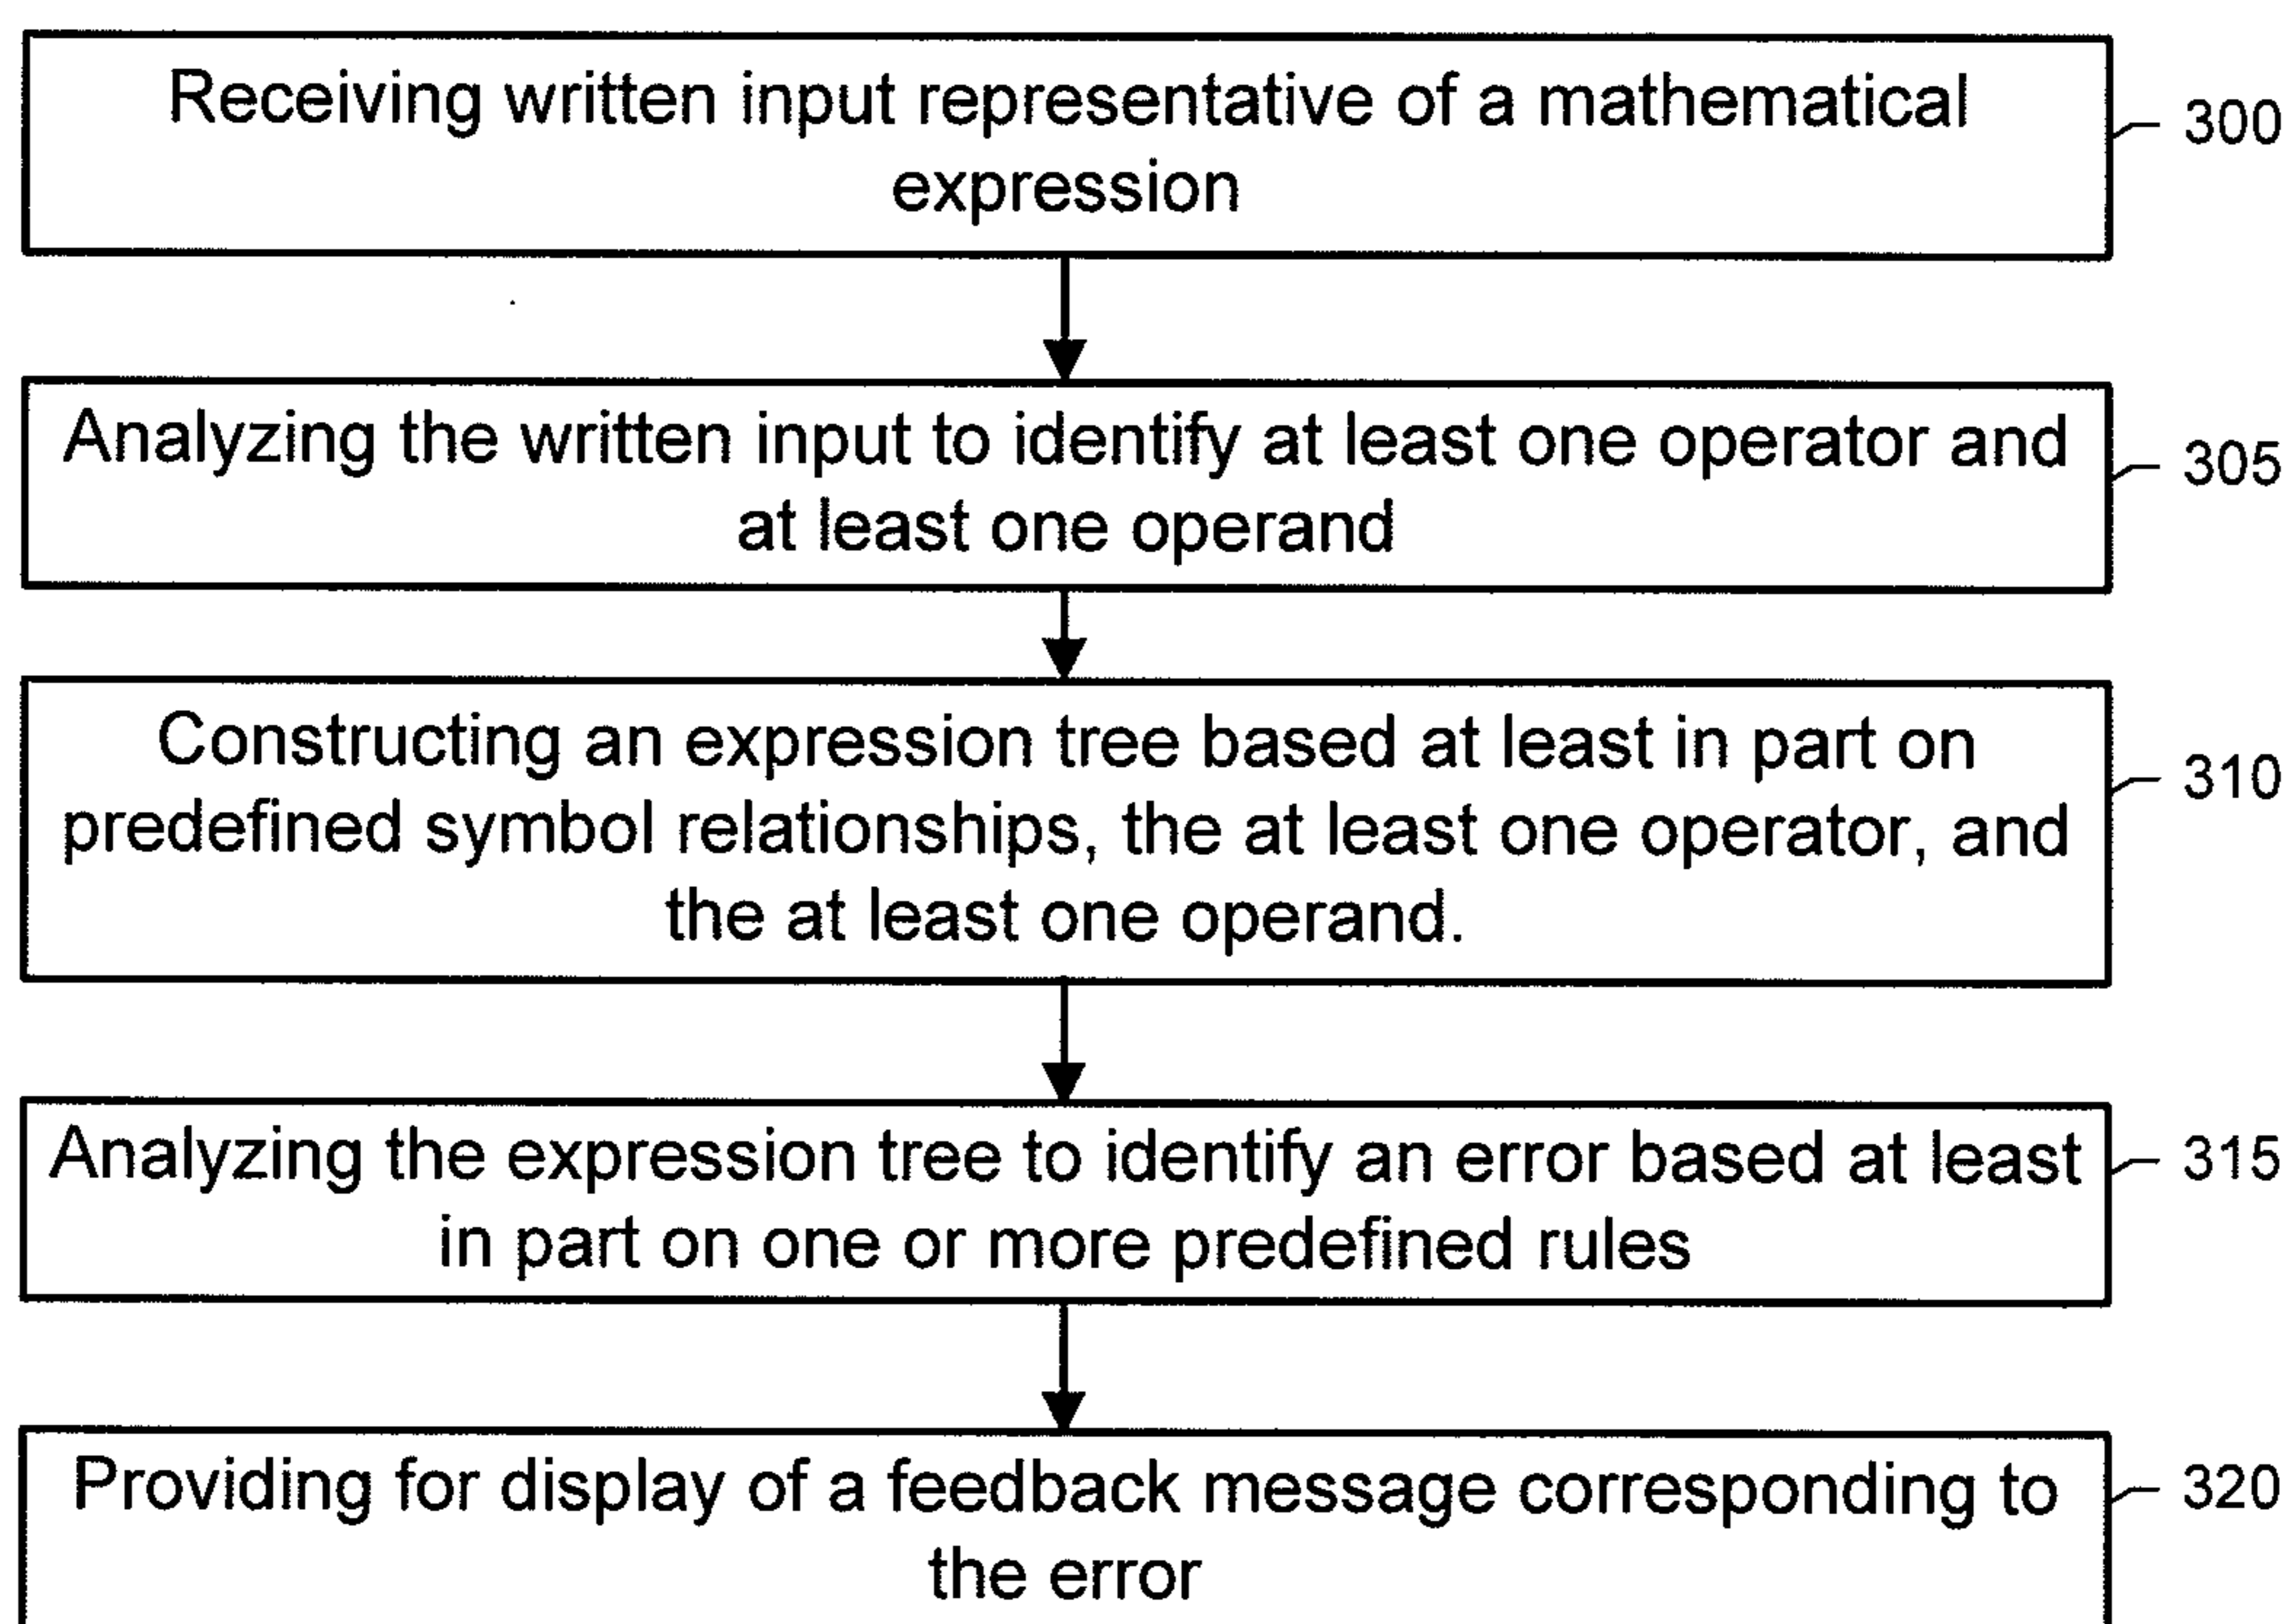 Receiving written input representative of a mathematical
expression
300
Analyzing the written input to identify at least one operator and
at least one operand
305
Constructing an expression tree based at least in part on
predefined symbol relationships, the at least one operator, and
the at least one operand.
310
Analyzing the expression tree to identify an error based at least
in part on one or more predefined rules
315
Providing for display of a feedback message corresponding to
the error
320